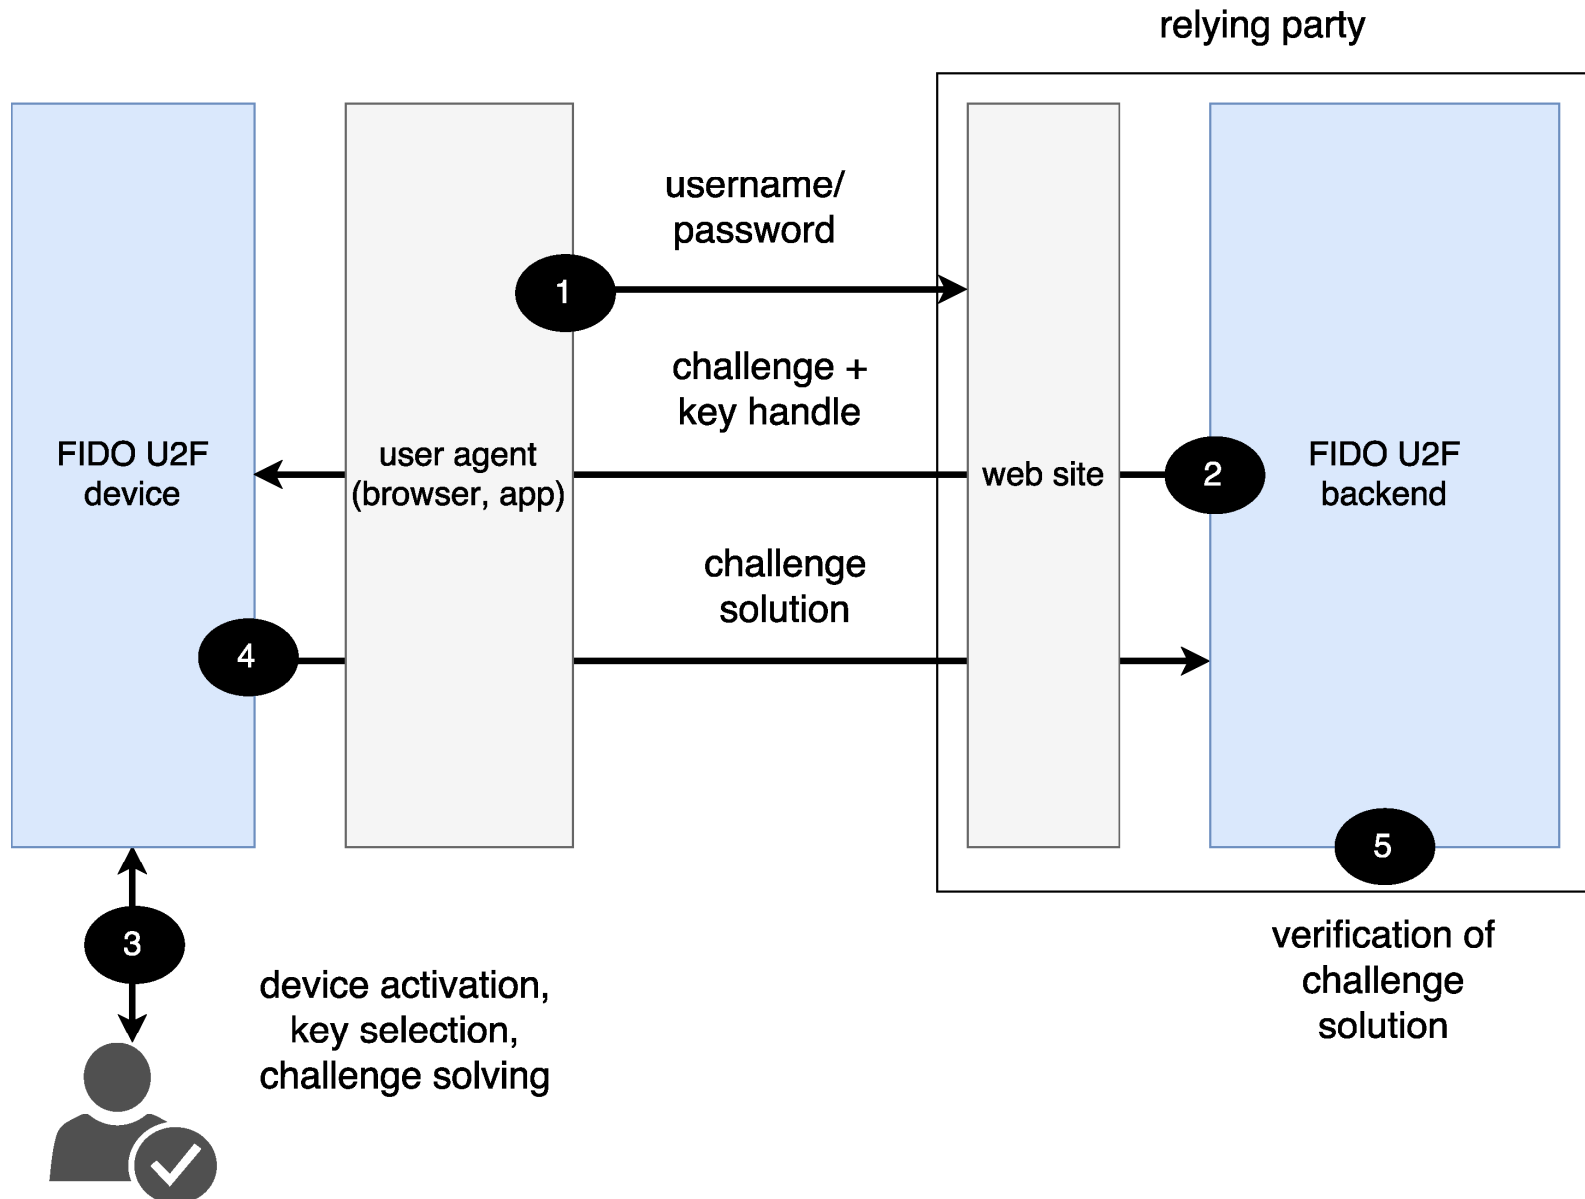 relying party
username/
password
1
challenge +
key handle
FIDO U2F
device
user agent
(browser, app)
web site
2
FIDO U2F
backend
challenge
solution
4
5
3
verification of
challenge
solution
device activation,
key selection,
challenge solving